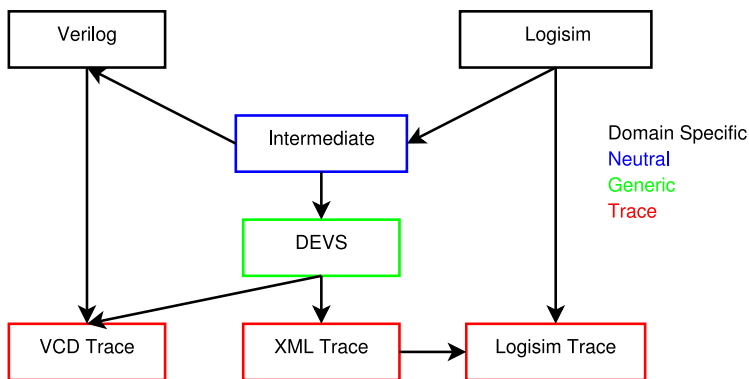 Verilog
Logisim
Intermediate
Domain Specific
Neutral
Generic
Trace
DEVS
VCD Trace
XML Trace
Logisim Trace